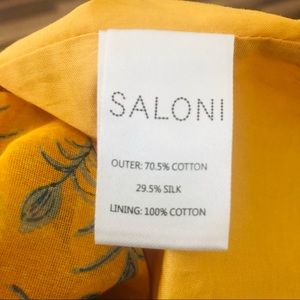 SALONI
OUTER: 70.5% COTTON
29.5% SILK
LINING: 100% COTTON